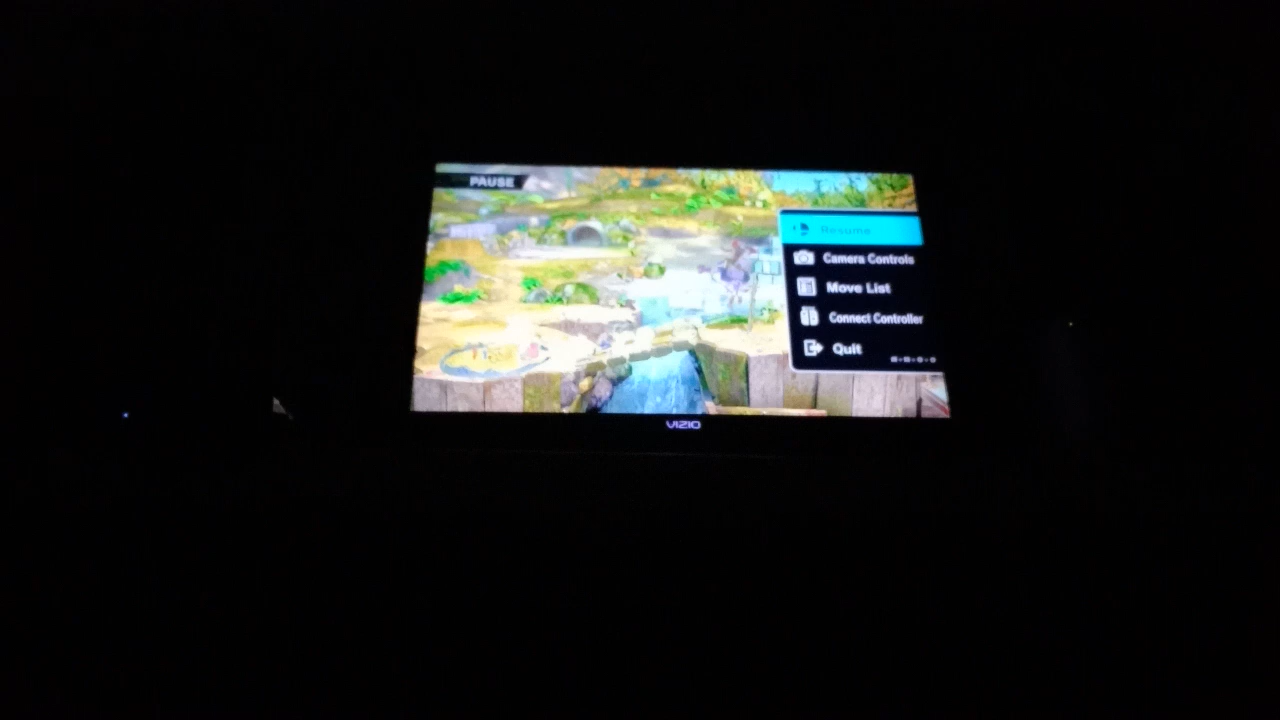 PAUSE
Resume
Camera Controls
Move List
Connect Controller
Quit
VIZIO